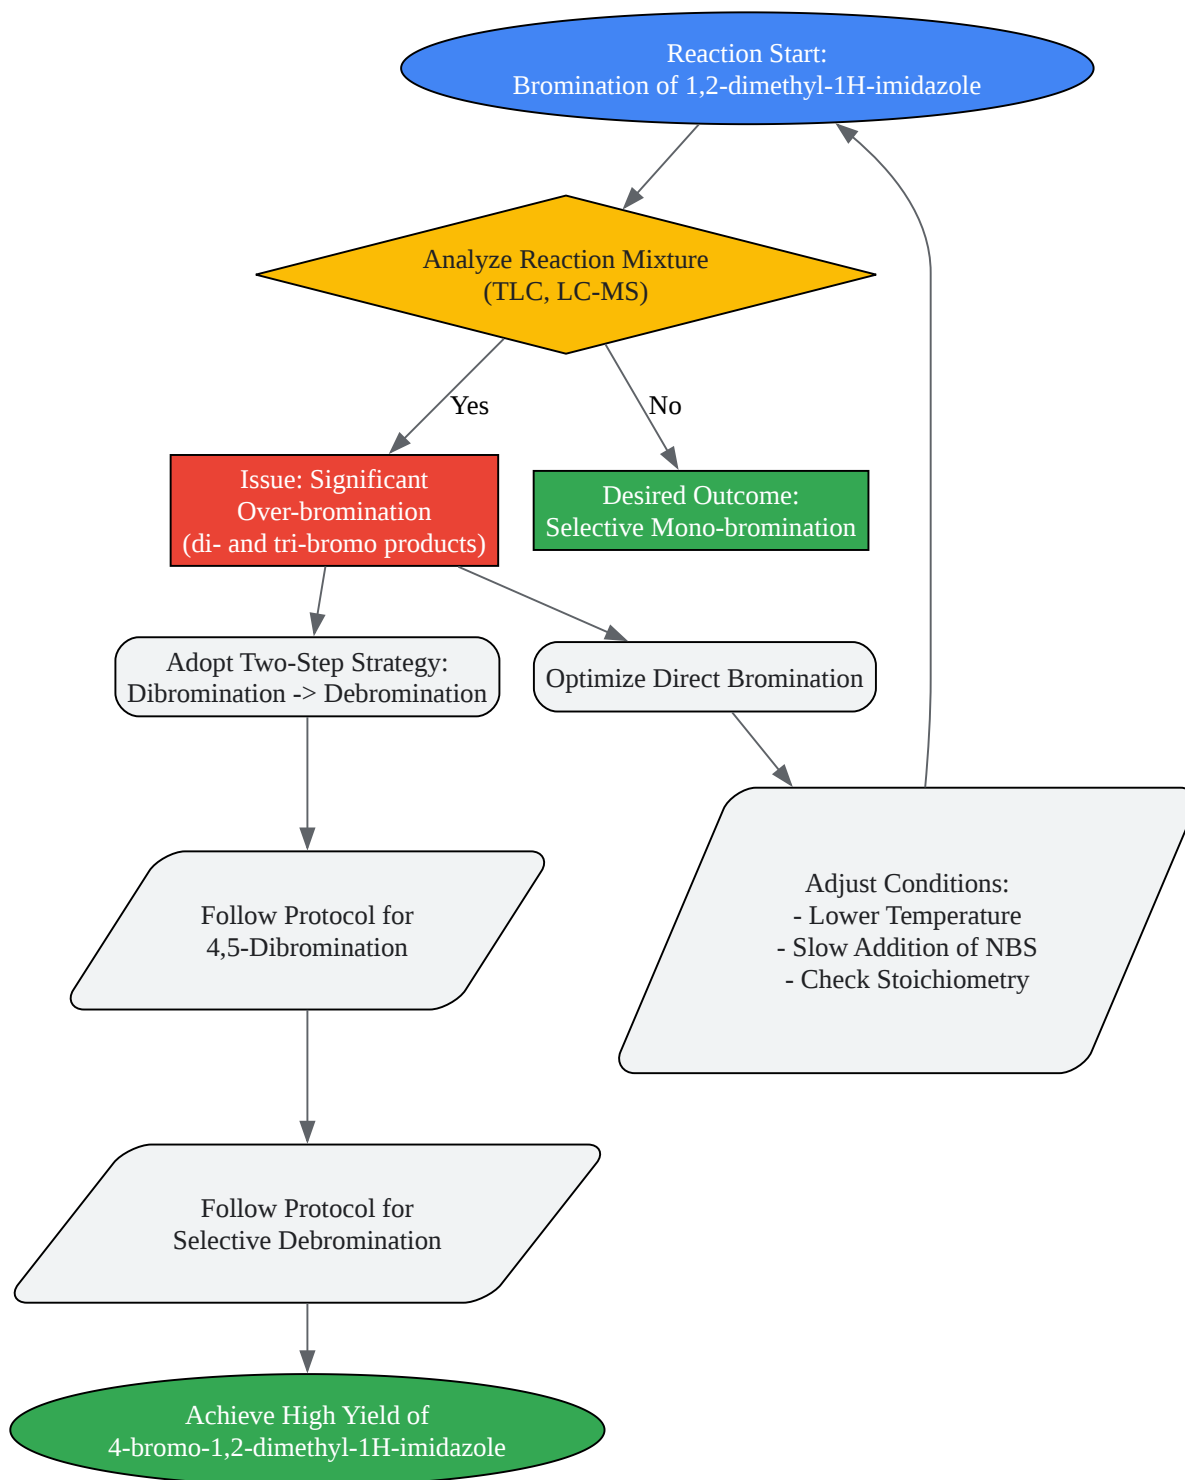 Reaction Start:
Bromination of 1,2-dimethyl-1H-imidazole
Analyze Reaction Mixture
(TLC, LC-MS)
Yes
No
Issue: Significant
Over-bromination
(di- and tri-bromo products)
Desired Outcome:
Selective Mono-bromination
Adopt Two-Step Strategy:
Dibromination -> Debromination
Optimize Direct Bromination
Follow Protocol for
4,5-Dibromination
Adjust Conditions:
- Lower Temperature
- Slow Addition of NBS
- Check Stoichiometry
Follow Protocol for
Selective Debromination
Achieve High Yield of
4-bromo-1,2-dimethyl-1H-imidazole